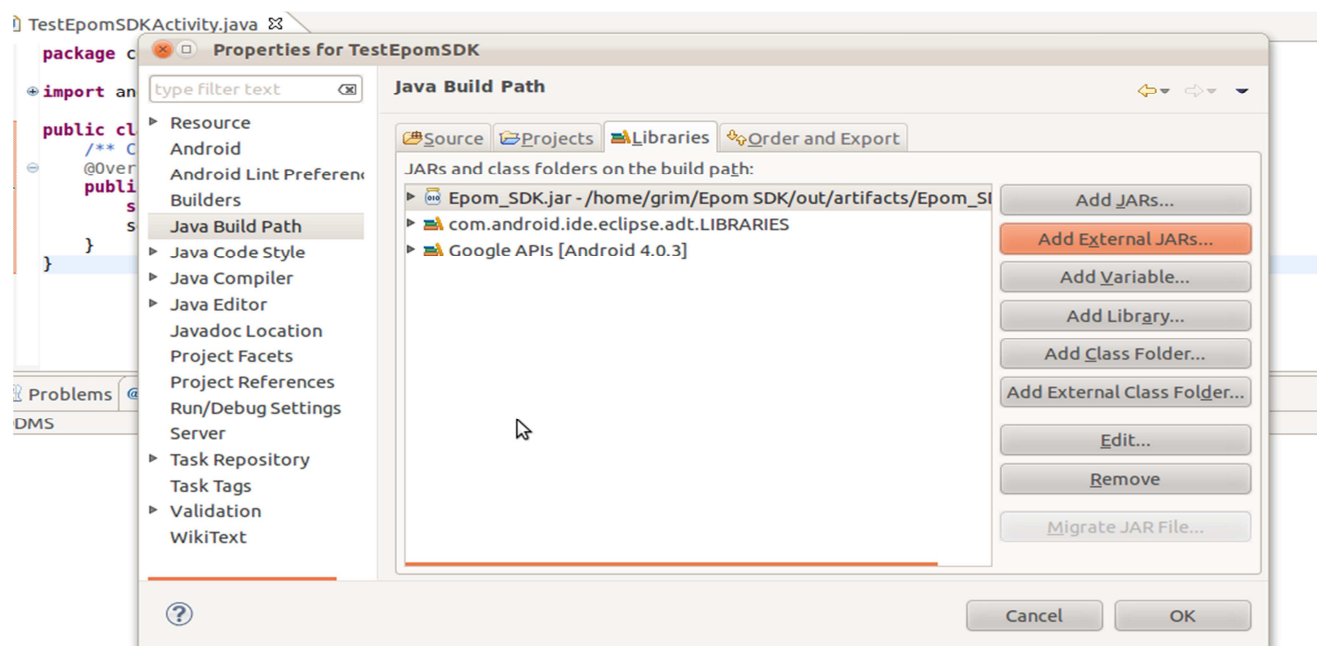 TestEpomSDKActivity.java
package c
import an
public cl
/** C
@Over
publi
s
s
}
}
Problems @
DDMS
Properties for TestEpomSDK
type filter text
Resource
Android
Android Lint Preferenc
Builders
Java Build Path
Java Code Style
Java Compiler
Java Editor
Javadoc Location
Project Facets
Project References
Run/Debug Settings
Server
Task Repository
Task Tags
Validation
WikiText
Java Build Path
Source Projects Libraries Order and Export
JARs and class folders on the build path:
Epom_SDK.jar - /home/grim/Epom SDK/out/artifacts/Epom_SI
com.android.ide.eclipse.adt.LIBRARIES
Google APIs [Android 4.0.3]
Add JARs...
Add External JARs...
Add Variable...
Add Library...
Add Class Folder...
Add External Class Folder...
Edit...
Remove
Migrate JAR File...
Cancel OK